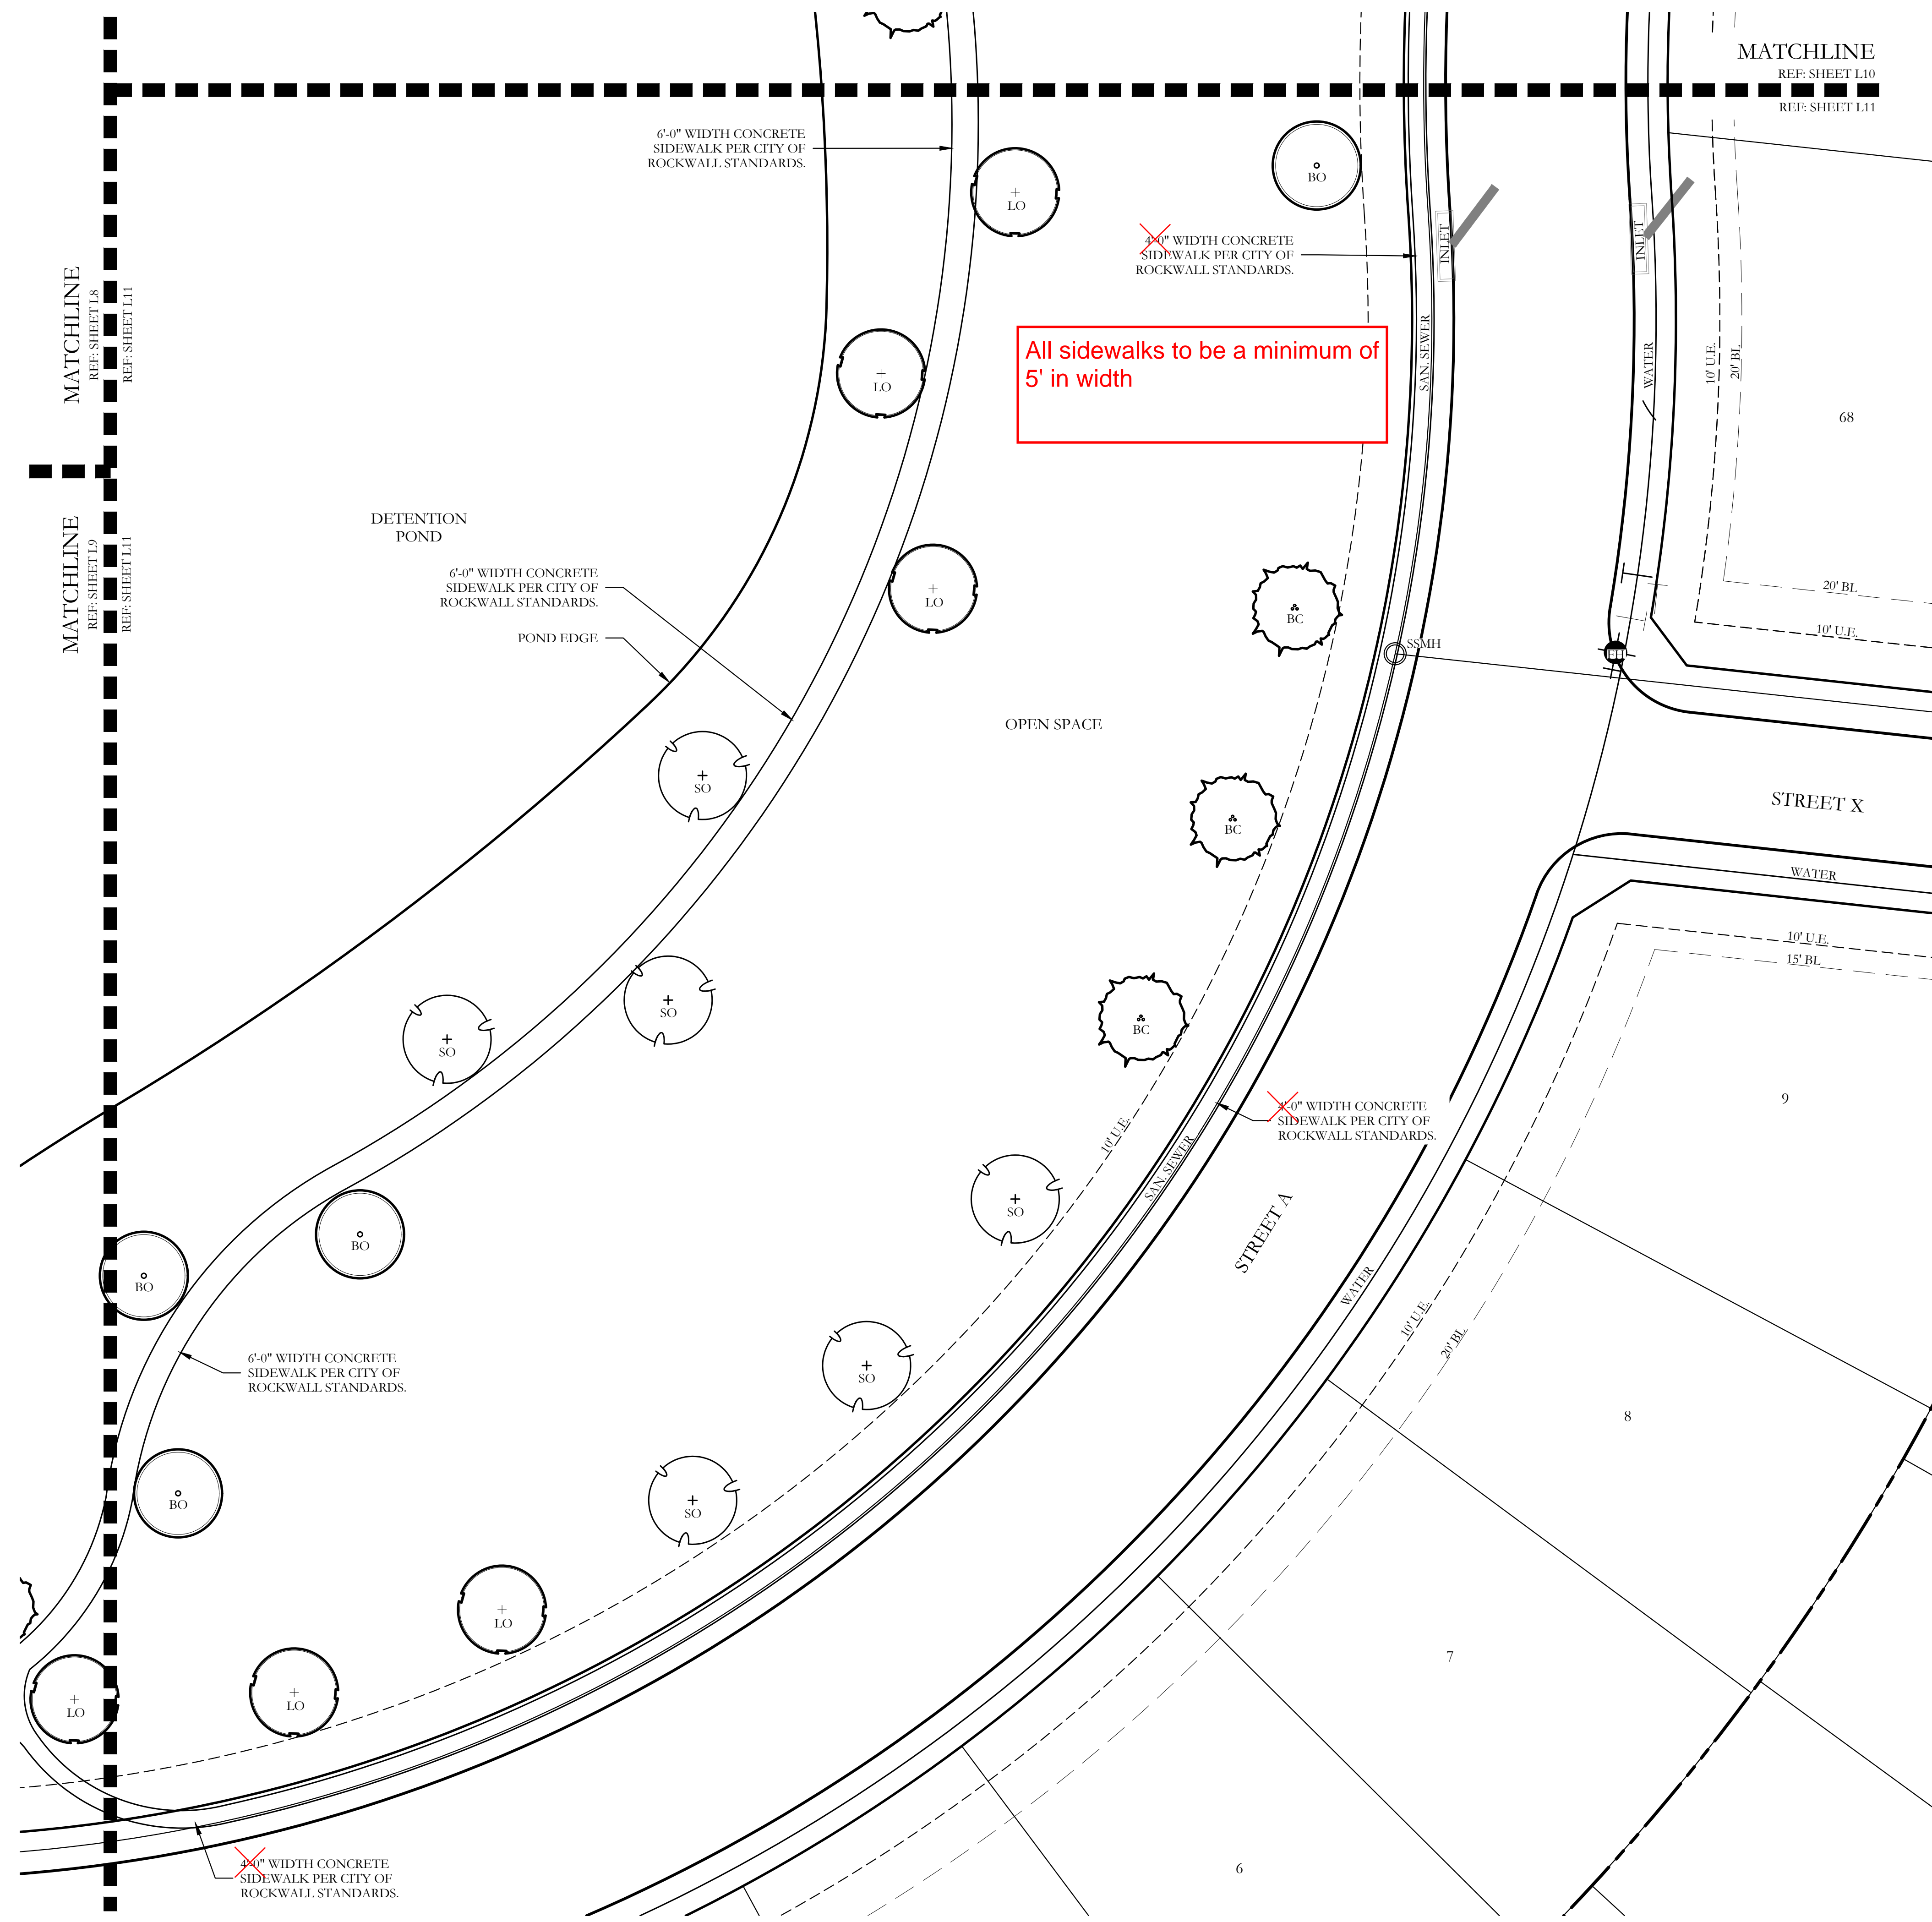 MATCHLINE
REF: SHEET L10
REF: SHEET L11
6'-0" WIDTH CONCRETE
SIDEWALK PER CITY OF
ROCKWALL STANDARDS.
LO
BO
4'-0" WIDTH CONCRETE
SIDEWALK PER CITY OF
ROCKWALL STANDARDS.
INLET
INLET
MATCHLINE
REF: SHEET L8
REF: SHEET L11
All sidewalks to be a minimum of
5' in width
SAN. SEWER
WATER
10' U.E.
20' BL
68
LO
DETENTION
POND
MATCHLINE
REF: SHEET L9
REF: SHEET L11
6'-0" WIDTH CONCRETE
SIDEWALK PER CITY OF
ROCKWALL STANDARDS.
POND EDGE
LO
BC
SSMH
FH
20' BL
10' U.E.
OPEN SPACE
SO
BC
STREET X
WATER
10' U.E.
15' BL
SO
SO
BC
9
4'-0" WIDTH CONCRETE
SIDEWALK PER CITY OF
ROCKWALL STANDARDS.
10' U.E.
SAN. SEWER
SO
STREET A
BO
BO
WATER
10' U.E.
20' BL
6'-0" WIDTH CONCRETE
SIDEWALK PER CITY OF
ROCKWALL STANDARDS.
SO
8
BO
SO
LO
7
LO
LO
4'-0" WIDTH CONCRETE
SIDEWALK PER CITY OF
ROCKWALL STANDARDS.
6